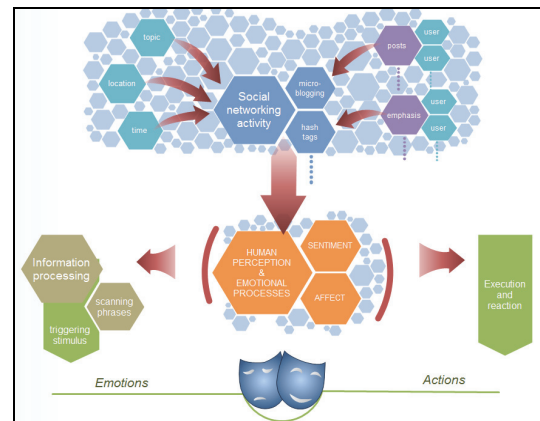 topic
location
time
Social
networking
activity
micro-
blogging
hash
tags
posts
user
user
emphasis
user
user
Information
processing
scanning
phrases
triggering
stimulus
HUMAN
PERCEPTION
&
EMOTIONAL
PROCESSES
SENTIMENT
AFFECT
Execution
and
reaction
Emotions
Actions